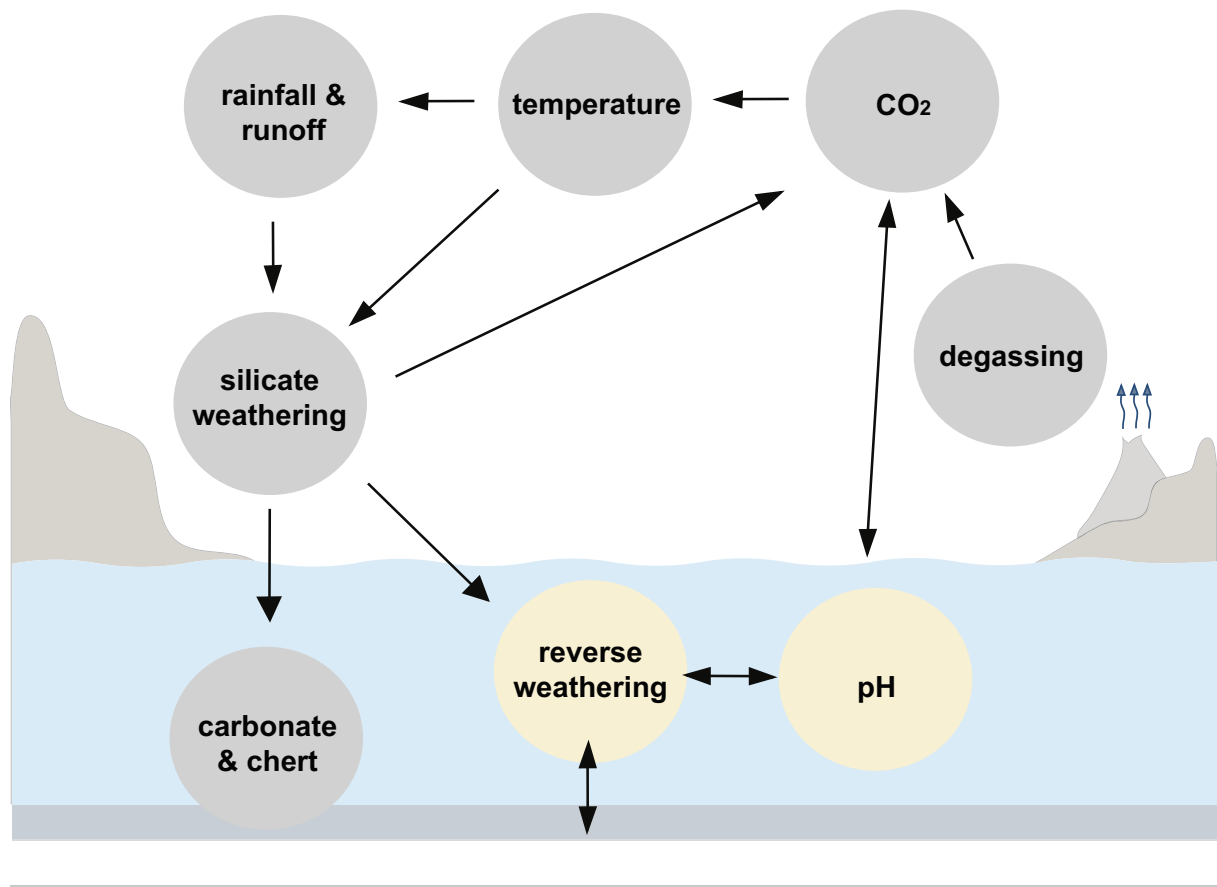 rainfall &
runoff
temperature
CO2
degassing
silicate
weathering
reverse
weathering
pH
carbonate
& chert